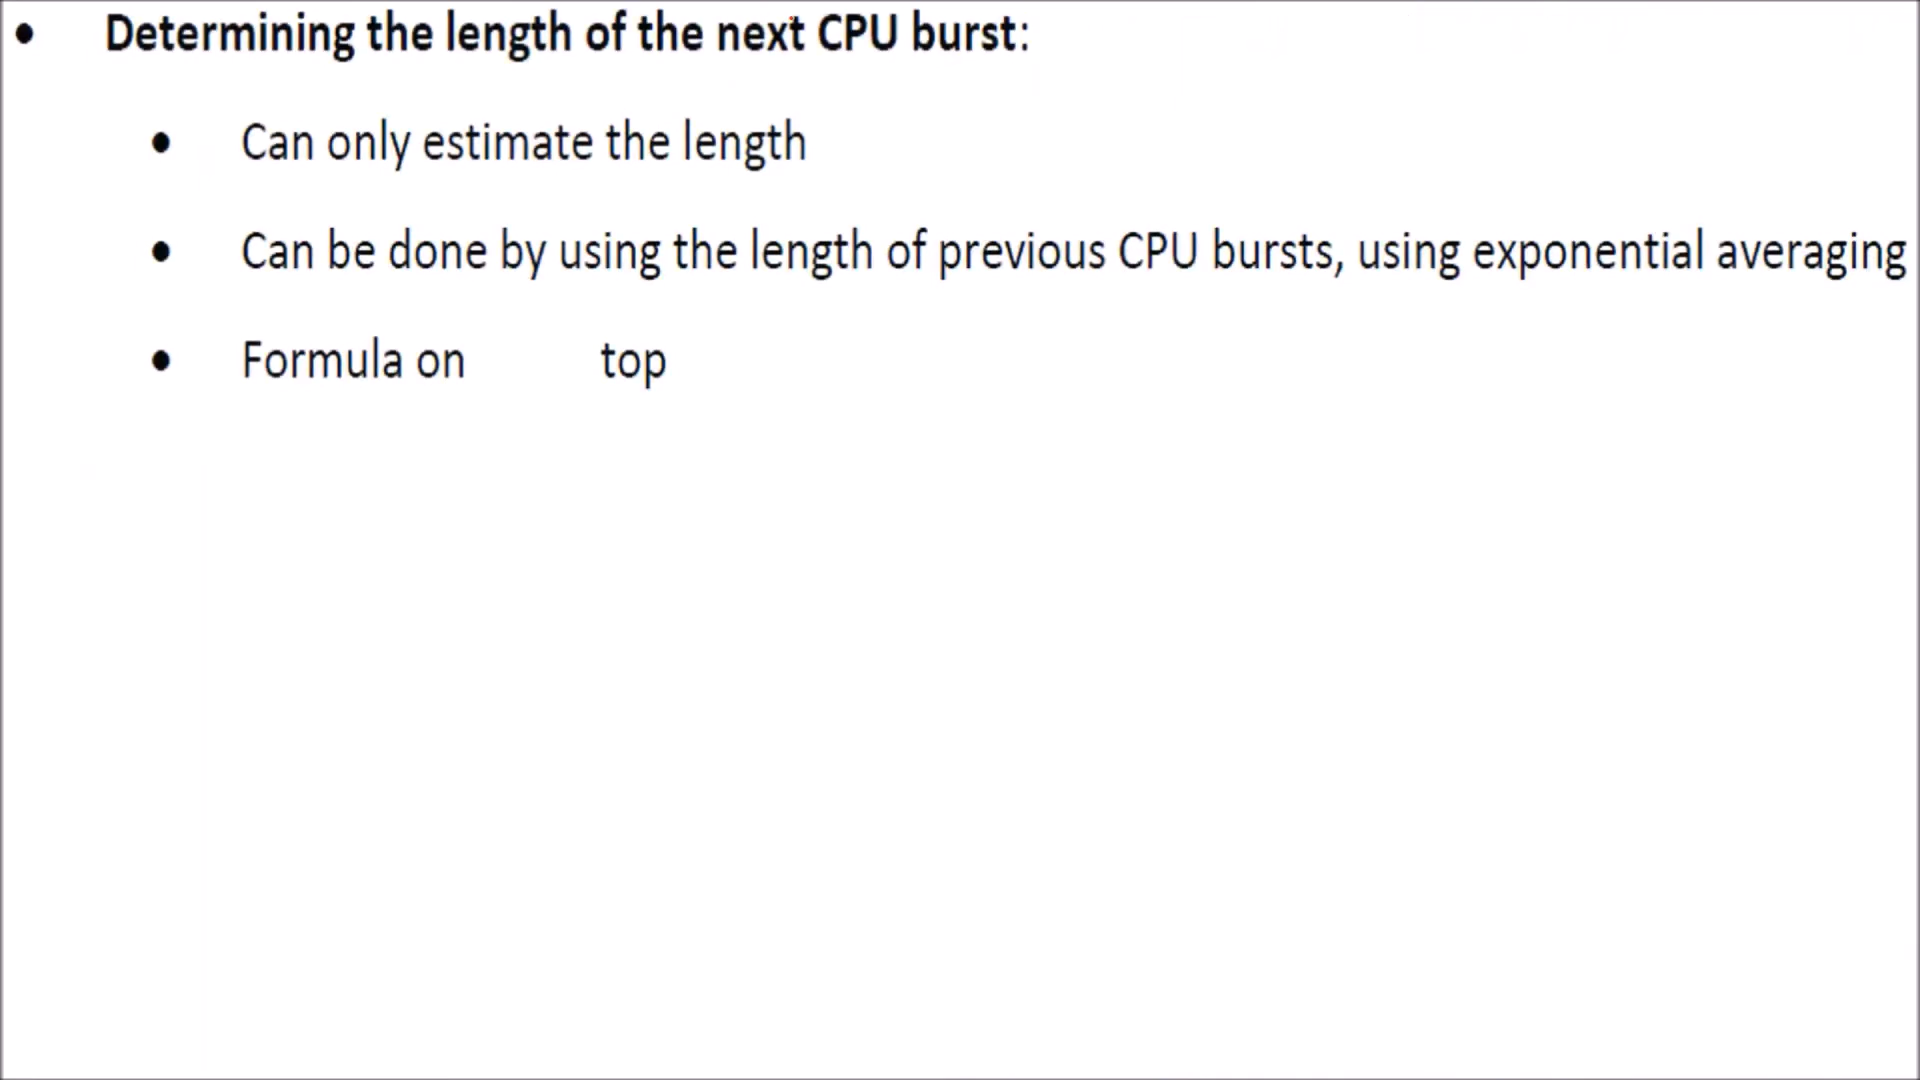 • Determining the length of the next CPU burst:
• Can only estimate the length
• Can be done by using the length of previous CPU bursts, using exponential averaging
• Formula on top